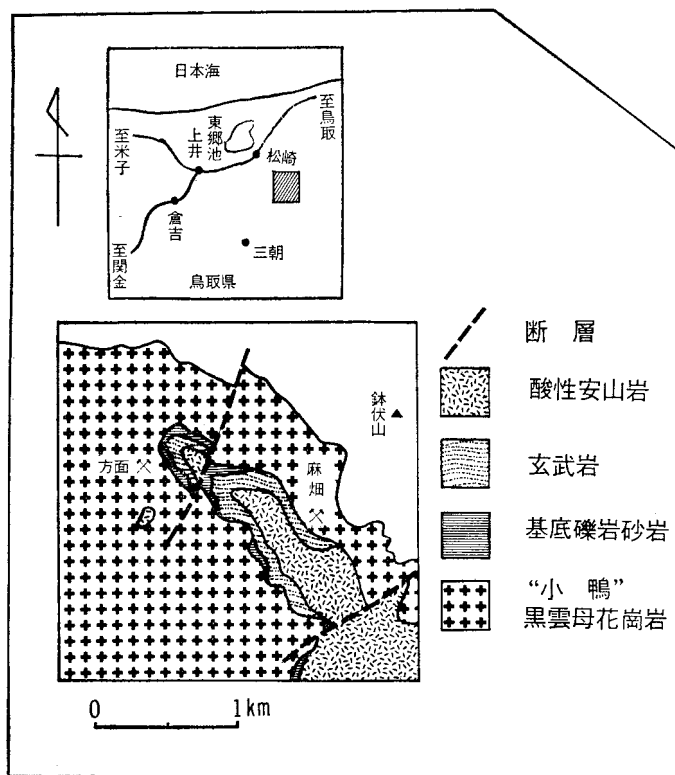 日本海
至鳥取
東郷池
上井
至米子
松崎
倉吉
三朝
至関金
鳥取県
断層
酸性安山岩
鉢伏山
方面
麻畑
玄武岩
基底礫岩砂岩
“小鴨”
黒雲母花崗岩
0 1km